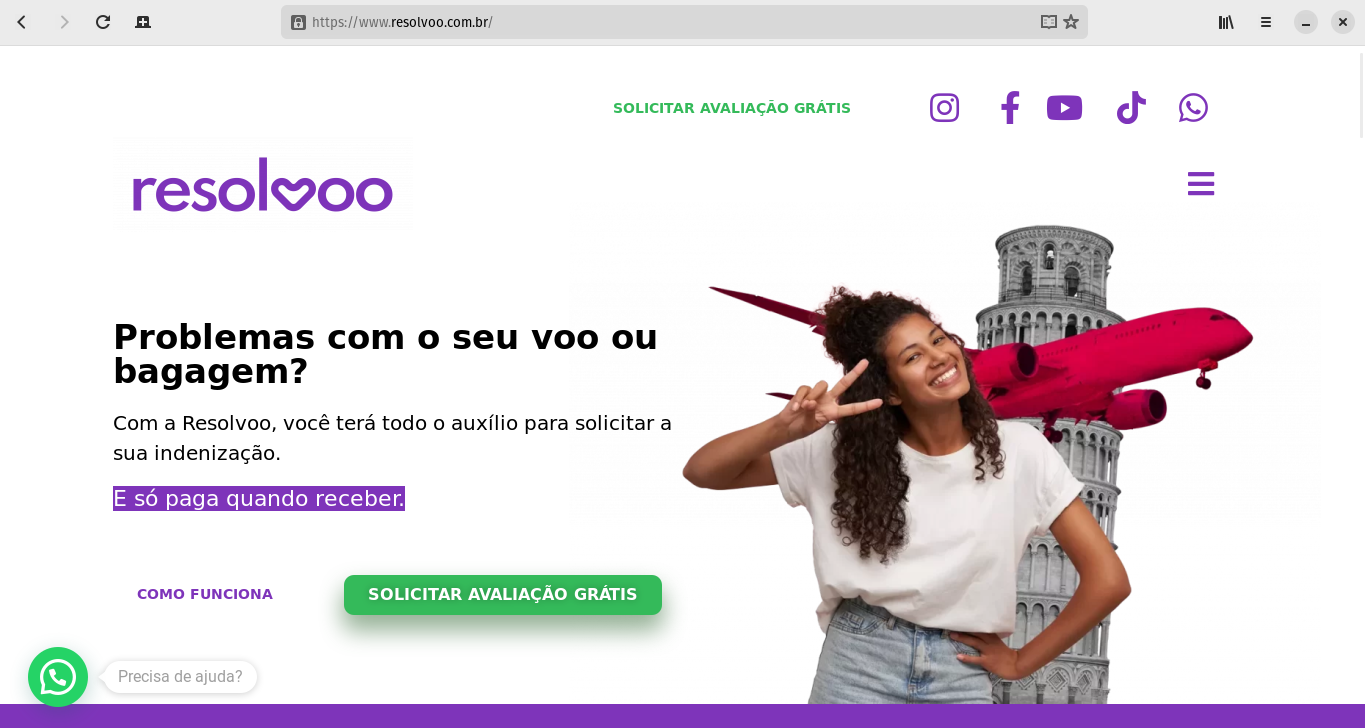 https://www.resolvoo.com.br/
SOLICITAR AVALIAÇÃO GRÁTIS
resolvoo
Problemas com o seu voo ou
bagagem?
Com a Resolvoo, você terá todo o auxílio para solicitar a
sua indenização.
E só paga quando receber.
COMO FUNCIONA
SOLICITAR AVALIAÇÃO GRÁTIS
Precisa de ajuda?